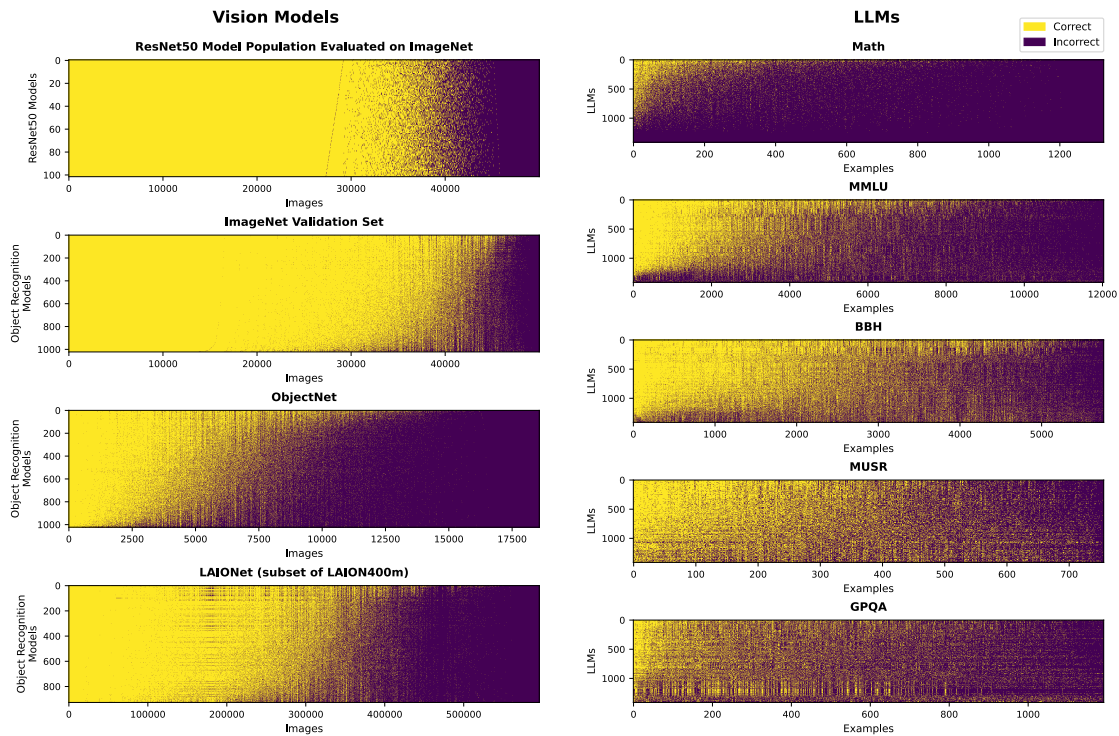 Vision Models
ResNet50 Model Population Evaluated on ImageNet
ResNet50 Models
0
20
40
60
80
100
0 10000 20000 30000 40000
Images
ImageNet Validation Set
Object Recognition
Models
0
200
400
600
800
1000
0 10000 20000 30000 40000
Images
ObjectNet
Object Recognition
Models
0
200
400
600
800
1000
0 2500 5000 7500 10000 12500 15000 17500
Images
LAIONet (subset of LAION400m)
Object Recognition
Models
0
200
400
600
800
0 100000 200000 300000 400000 500000
Images
LLMs
Correct
Incorrect
Math
LLMs
0
500
1000
0 200 400 600 800 1000 1200
Examples
MMLU
LLMs
0
500
1000
0 2000 4000 6000 8000 10000 12000
Examples
BBH
LLMs
0
500
1000
0 1000 2000 3000 4000 5000
Examples
MUSR
LLMs
0
500
1000
0 100 200 300 400 500 600 700
Examples
GPQA
LLMs
0
500
1000
0 200 400 600 800 1000
Examples